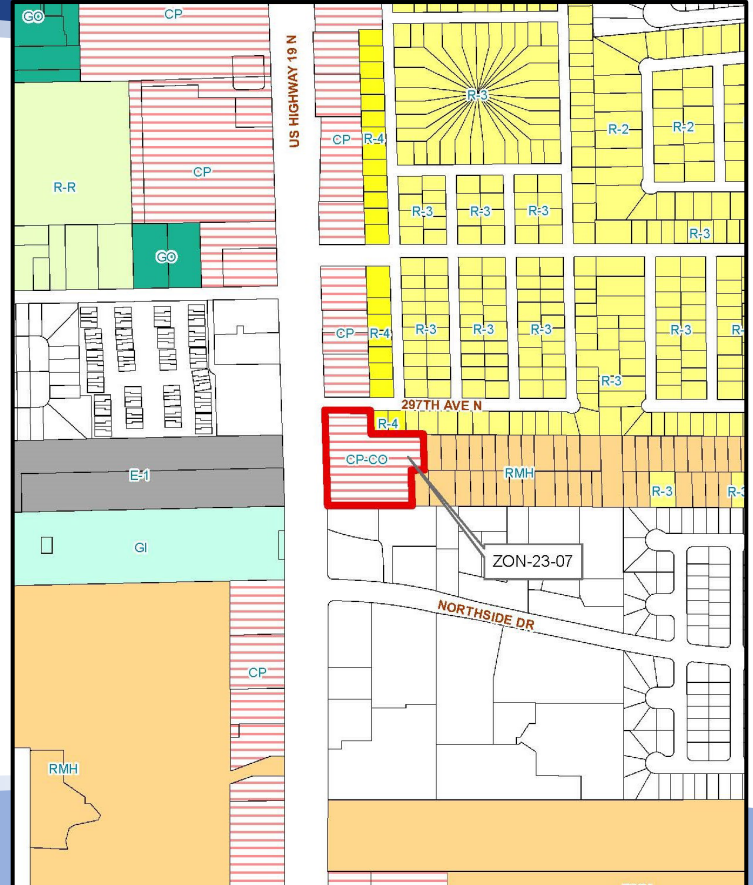 GO
CP
US HIGHWAY 19 N
R-3
R-2
R-2
CP
R-4
CP
R-R
R-3
R-3
R-3
R-3
GO
CP
R-4
R-3
R-3
R-3
R-3
R-3
297TH AVE N
R-4
CP-CO
RMH
E-1
R-3
R-3
GI
ZON-23-07
NORTHSIDE DR
CP
RMH